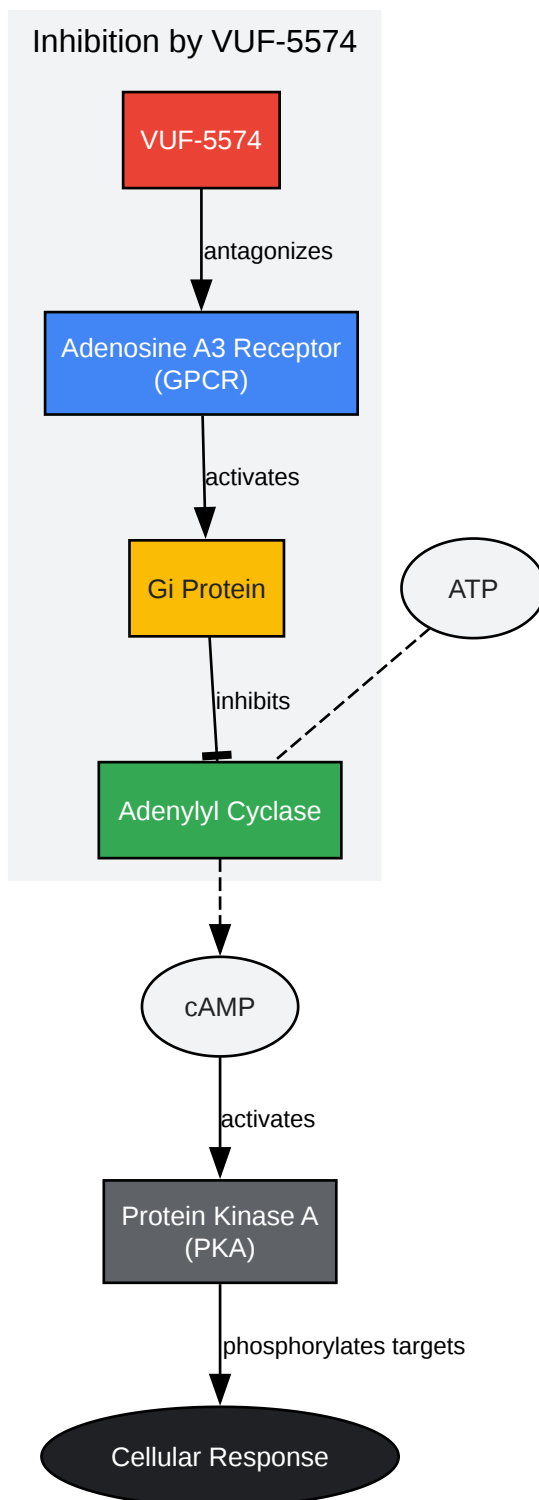 Inhibition by VUF-5574
VUF-5574
antagonizes
Adenosine A3 Receptor
(GPCR)
activates
Gi Protein
ATP
inhibits
Adenylyl Cyclase
cAMP
activates
Protein Kinase A
(PKA)
phosphorylates targets
Cellular Response